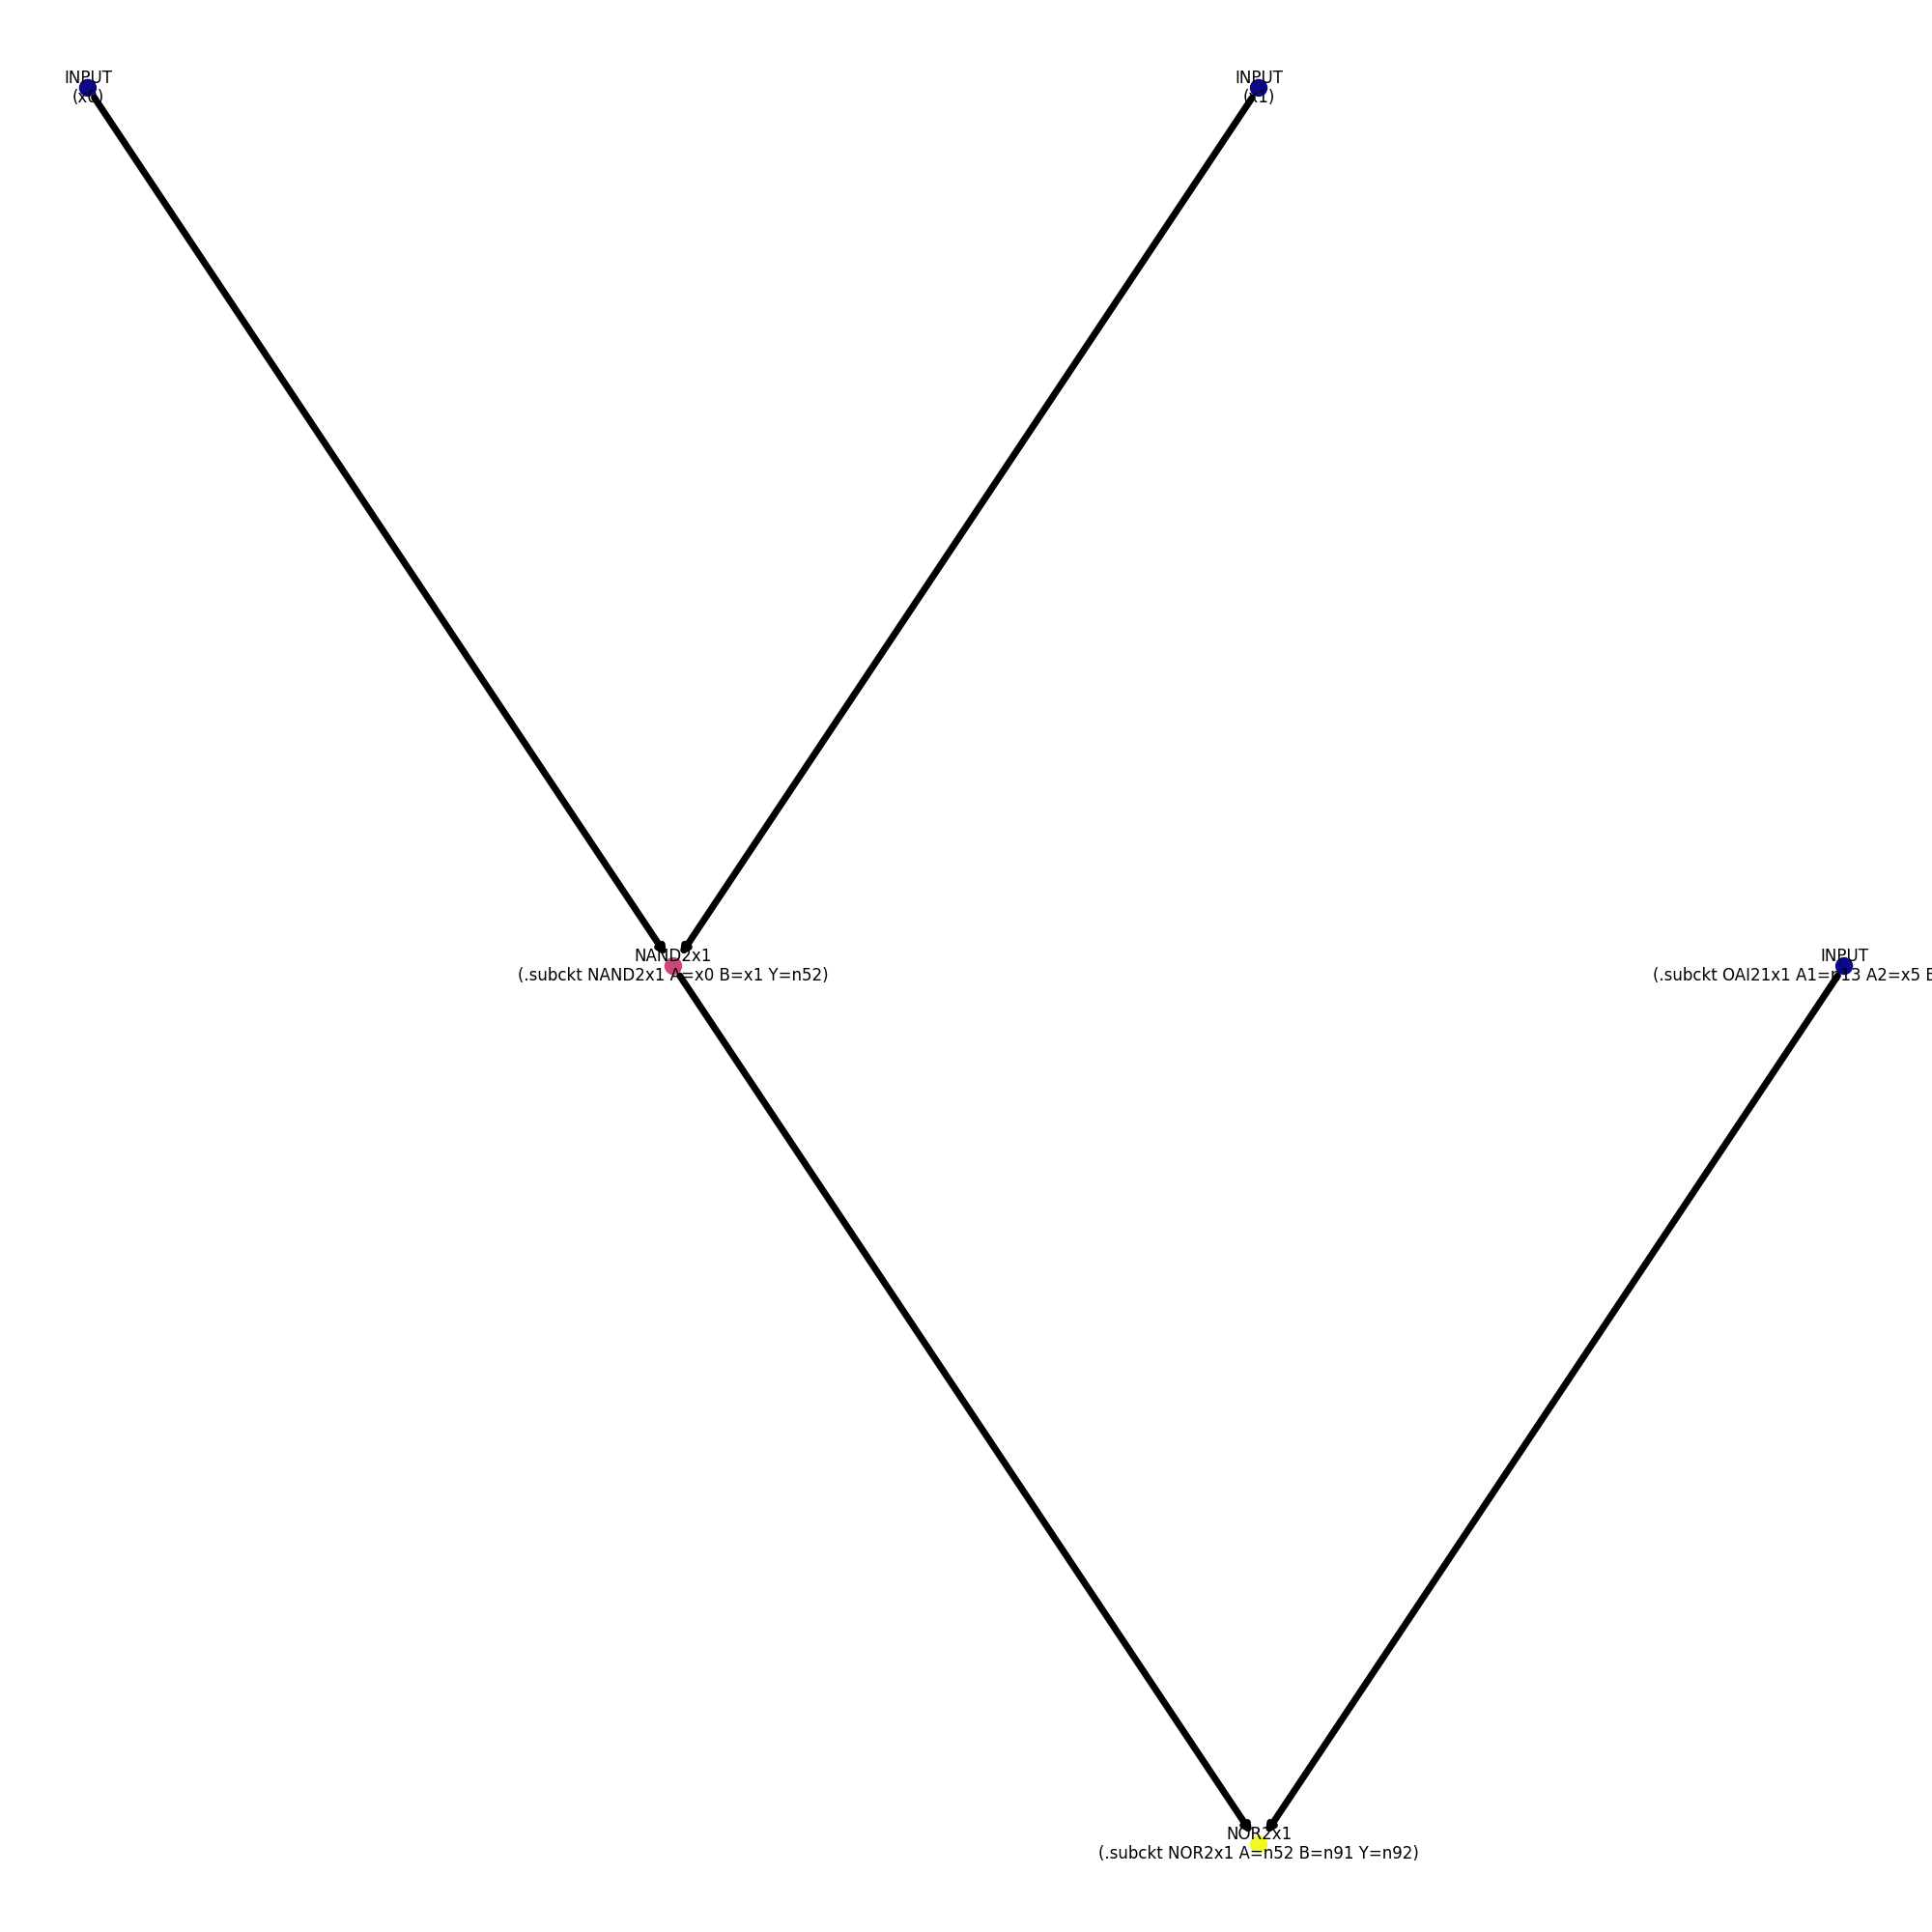 INPUT
(x0)
INPUT
(x1)
NAND2x1
(.subckt NAND2x1 A=x0 B=x1 Y=n52)
INPUT
(.subckt OAI21x1 A1=n13 A2=x5
NOR2x1
(.subckt NOR2x1 A=n52 B=n91 Y=n92)